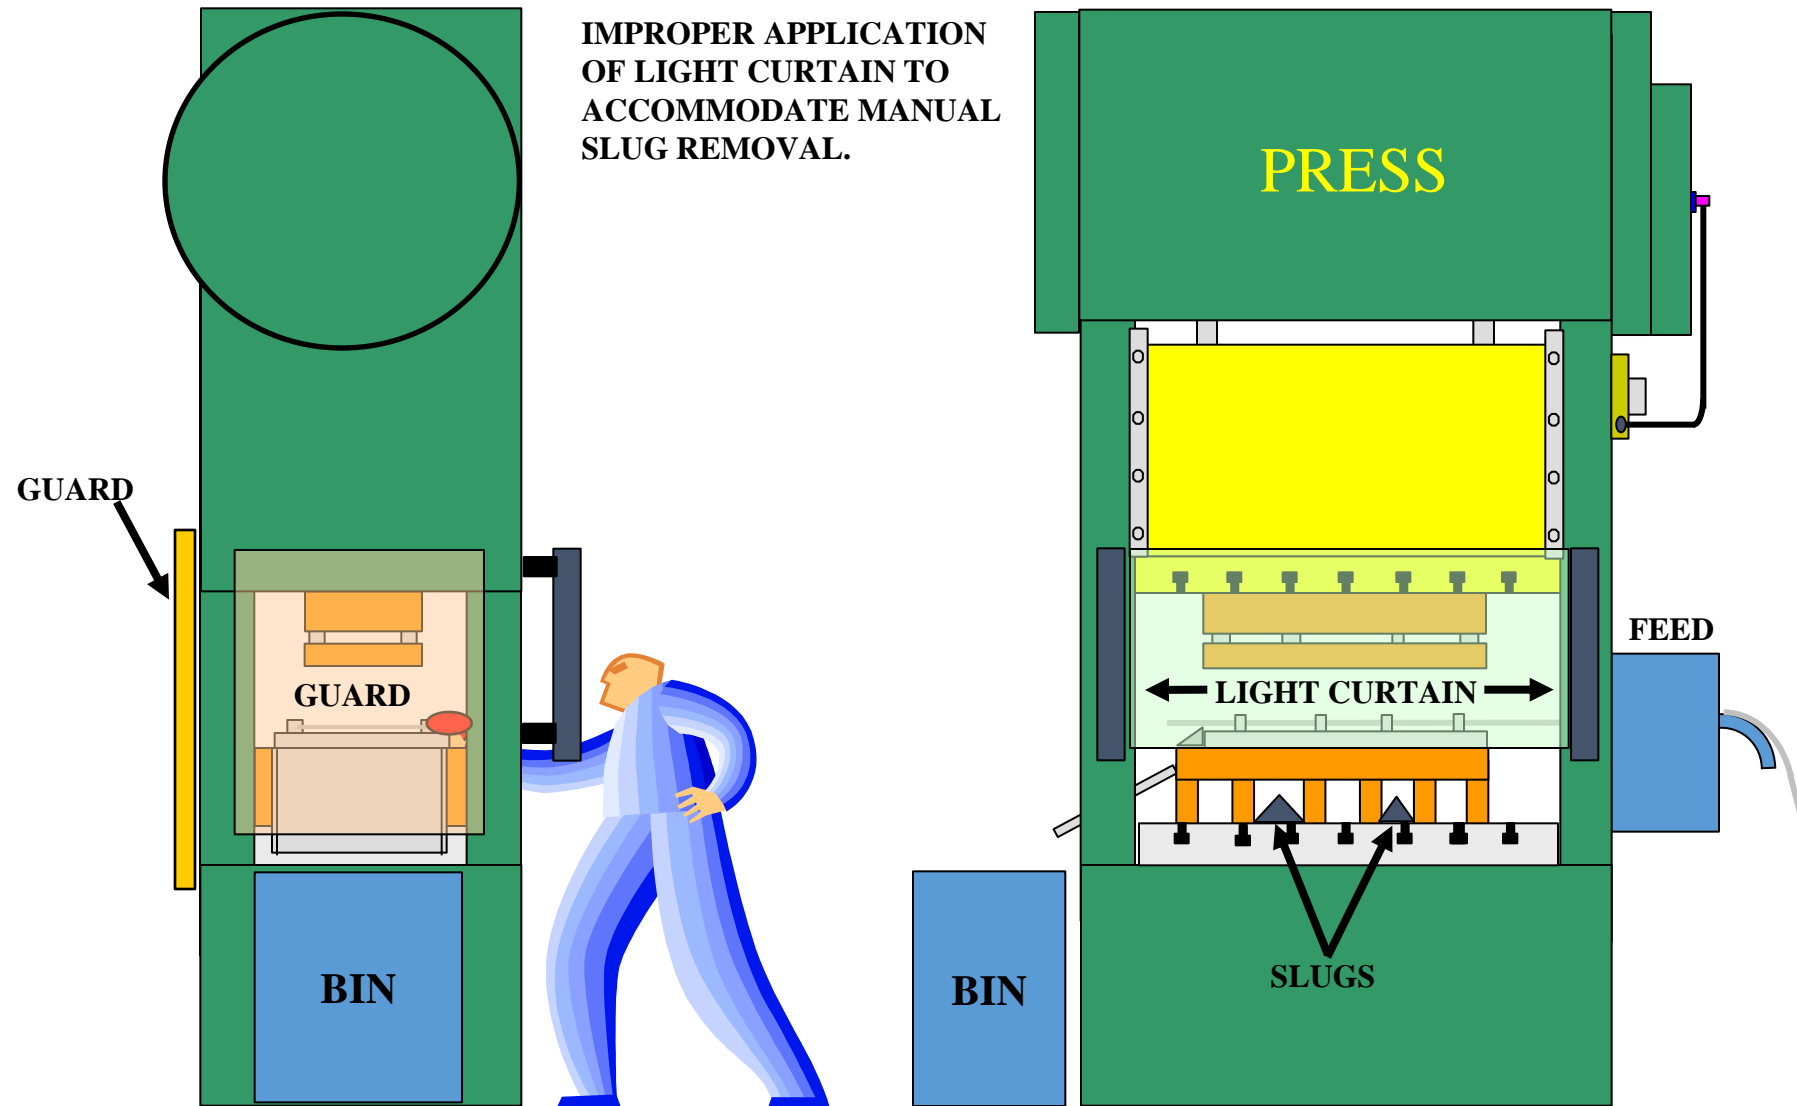 IMPROPER APPLICATION
OF LIGHT CURTAIN TO
ACCOMMODATE MANUAL
SLUG REMOVAL.
PRESS
GUARD
GUARD
LIGHT CURTAIN
FEED
BIN
BIN
SLUGS